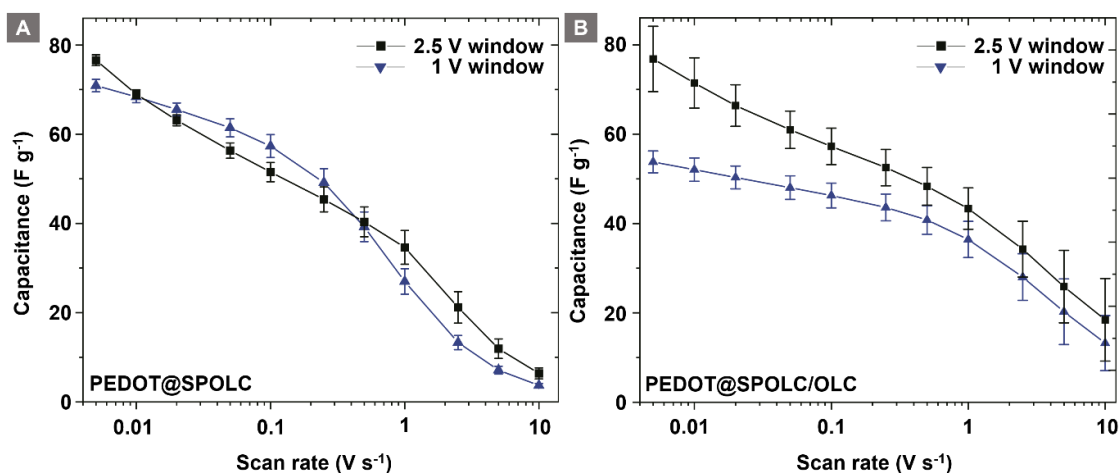 A
80
60
40
20
0
Capacitance (F g⁻¹)
2.5 V window
1 V window
PEDOT@SPOLC
0.01
0.1
1
10
Scan rate (V s⁻¹)
B
80
60
40
20
0
Capacitance (F g⁻¹)
2.5 V window
1 V window
PEDOT@SPOLC/OLC
0.01
0.1
1
10
Scan rate (V s⁻¹)